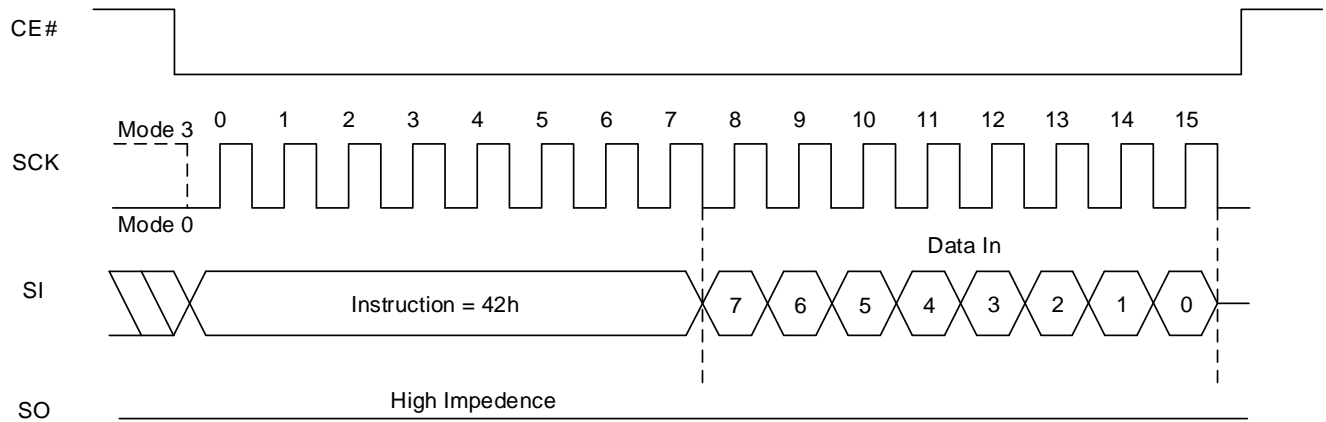 CE#
Mode 3
0 1 2 3 4 5 6 7 8 9 10 11 12 13 14 15
SCK
Mode 0
Data In
SI
Instruction = 42h
7 6 5 4 3 2 1 0
High Impedence
SO